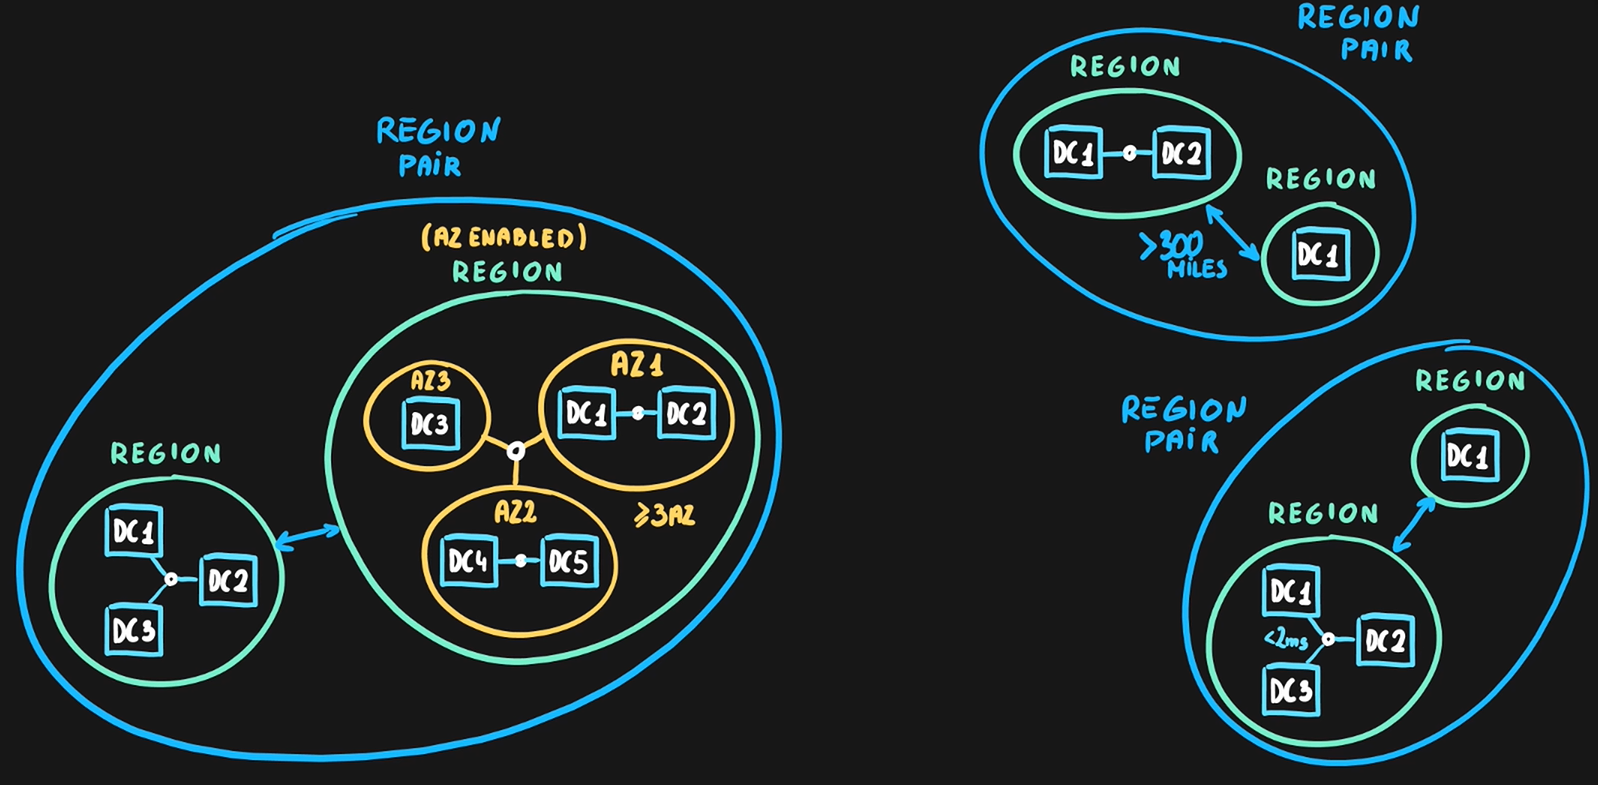 REGION
PAIR
(AZ ENABLED)
REGION
AZ3
DC3
AZ1
DC1
DC2
AZ2
DC4
DC5
≥3AZ
REGION
DC1
DC2
DC3
REGION
PAIR
REGION
DC1
DC2
REGION
DC1
>300
MILES
REGION
PAIR
REGION
DC1
REGION
DC1
<2ms
DC2
DC3